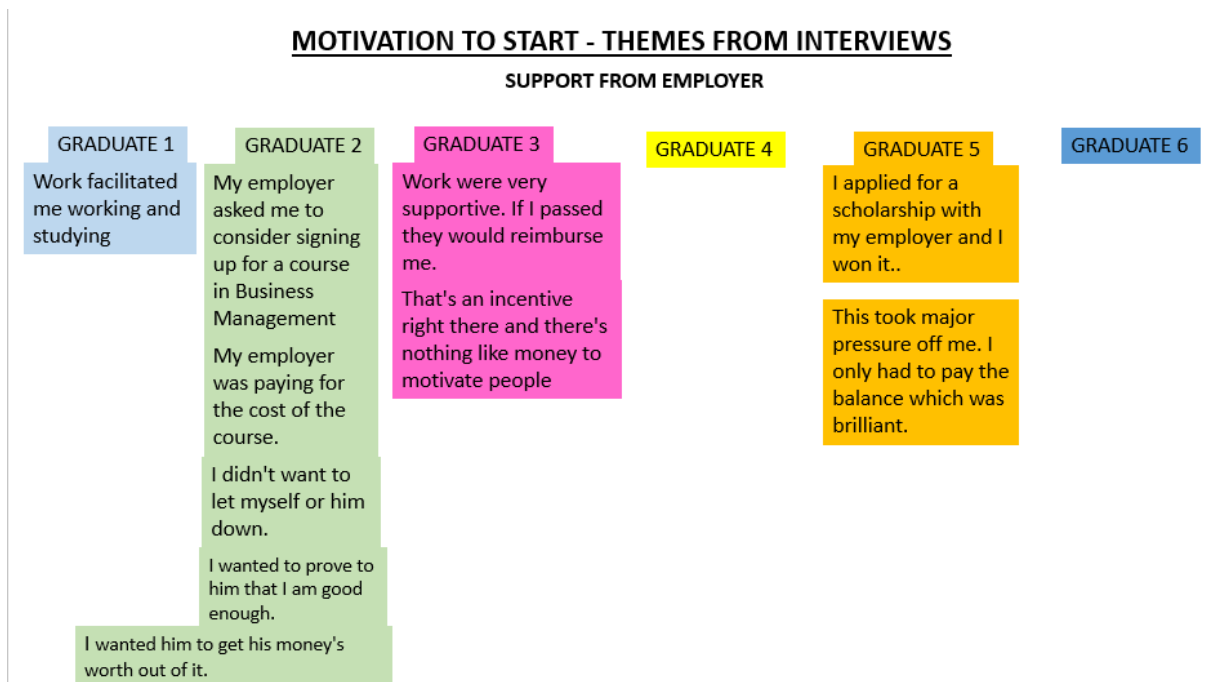 MOTIVATION TO START - THEMES FROM INTERVIEWS
SUPPORT FROM EMPLOYER
GRADUATE 1
Work facilitated
me working and
studying
GRADUATE 2
My employer
asked me to
consider signing
up for a course
in Business
Management
My employer
was paying for
the cost of the
course.
I didn't want to
let myself or him
down.
I wanted to prove to
him that I am good
enough.
I wanted him to get his money's
worth out of it.
GRADUATE 3
Work were very
supportive. If I passed
they would reimburse
me.
That's an incentive
right there and there's
nothing like money to
motivate people
GRADUATE 4
GRADUATE 5
I applied for a
scholarship with
my employer and I
won it..
This took major
pressure off me. I
only had to pay the
balance which was
brilliant.
GRADUATE 6